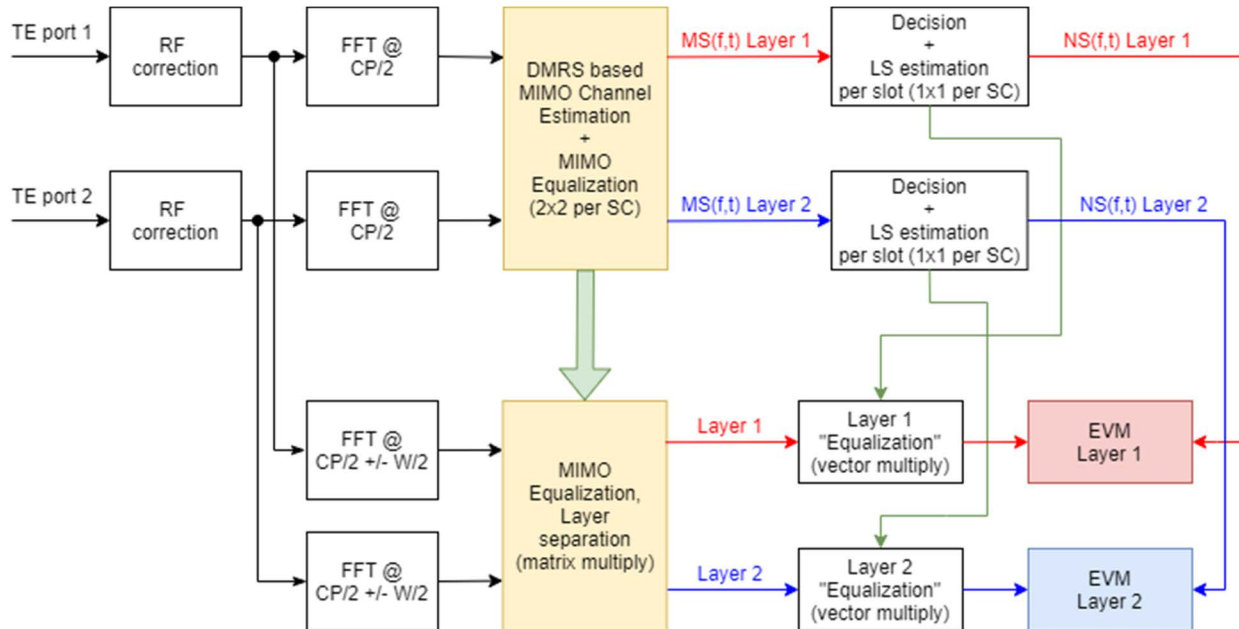 TE port 1
RF
correction
FFT @
CP/2
DMRS based
MIMO Channel
Estimation
+
MIMO
Equalization
(2x2 per SC)
MS(f,t) Layer 1
Decision
+
LS estimation
per slot (1x1 per SC)
NS(f,t) Layer 1
TE port 2
RF
correction
FFT @
CP/2
MS(f,t) Layer 2
Decision
+
LS estimation
per slot (1x1 per SC)
NS(f,t) Layer 2
FFT @
CP/2 +/- W/2
MIMO
Equalization,
Layer
separation
(matrix multiply)
Layer 1
Layer 1
"Equalization"
(vector multiply)
EVM
Layer 1
FFT @
CP/2 +/- W/2
Layer 2
Layer 2
"Equalization"
(vector multiply)
EVM
Layer 2